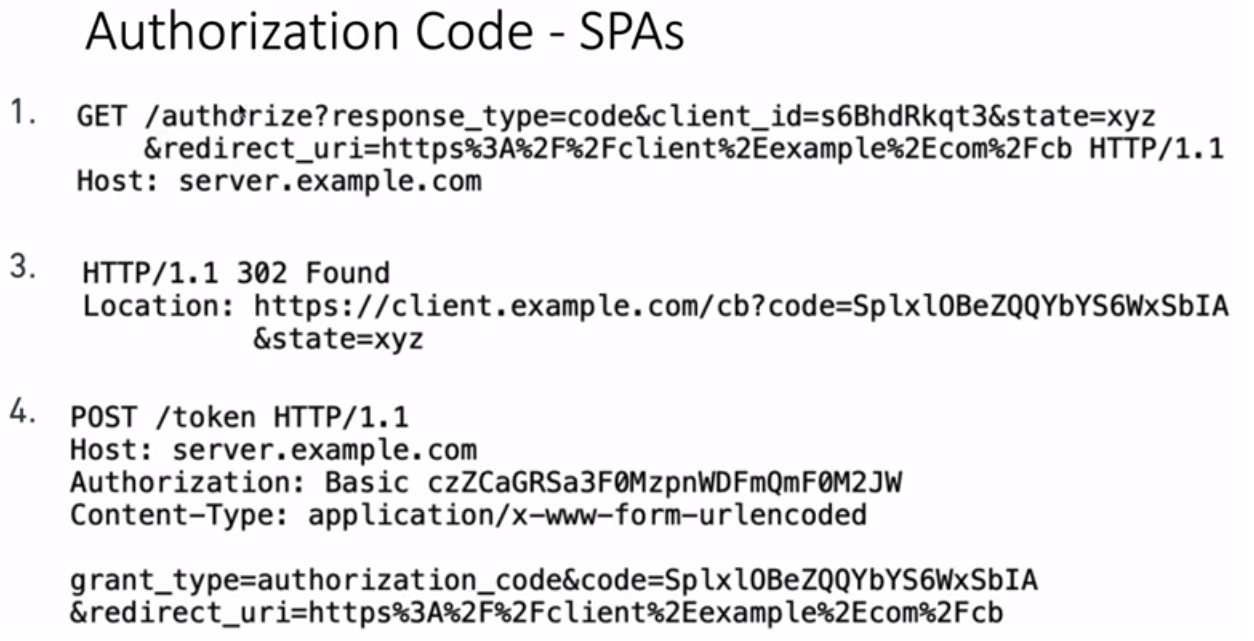 Authorization Code - SPAs
1. GET /authorize?response_type=code&client_id=s6BhdRkqt3&state=xyz
&redirect_uri=https%3A%2F%2Fclient%2Eexample%2Ecom%2Fcb HTTP/1.1
Host: server.example.com
3. HTTP/1.1 302 Found
Location: https://client.example.com/cb?code=SplxlOBeZQQYbYS6WxSbIA
&state=xyz
4. POST /token HTTP/1.1
Host: server.example.com
Authorization: Basic czZCaGRSa3F0MzpnWDFmQmF0M2JW
Content-Type: application/x-www-form-urlencoded
grant_type=authorization_code&code=SplxlOBeZQQYbYS6WxSbIA
&redirect_uri=https%3A%2F%2Fclient%2Eexample%2Ecom%2Fcb